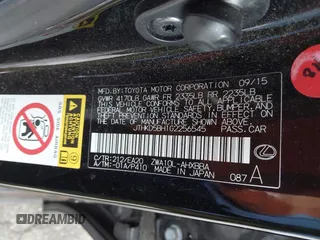 MFD.BY:TOYOTA MOTOR CORPORATION 09/15
GVWR 4170LB GAWR FR 2335LB RR 2235LB
THIS VEHICLE CONFORMS TO ALL APPLICABLE
FEDERAL MOTOR VEHICLE SAFETY, BUMPER, AND
THEFT PREVENTION STANDARDS IN EFFECT ON
THE DATE OF MANUFACTURE SHOWN ABOVE.
JTHKD5BH1G2256545 PASS.CAR
C/TR:212/EA20 ZWA10L-AHXBBA
A/TM:-01A/P410 MADE IN JAPAN 087A
DREAMBID